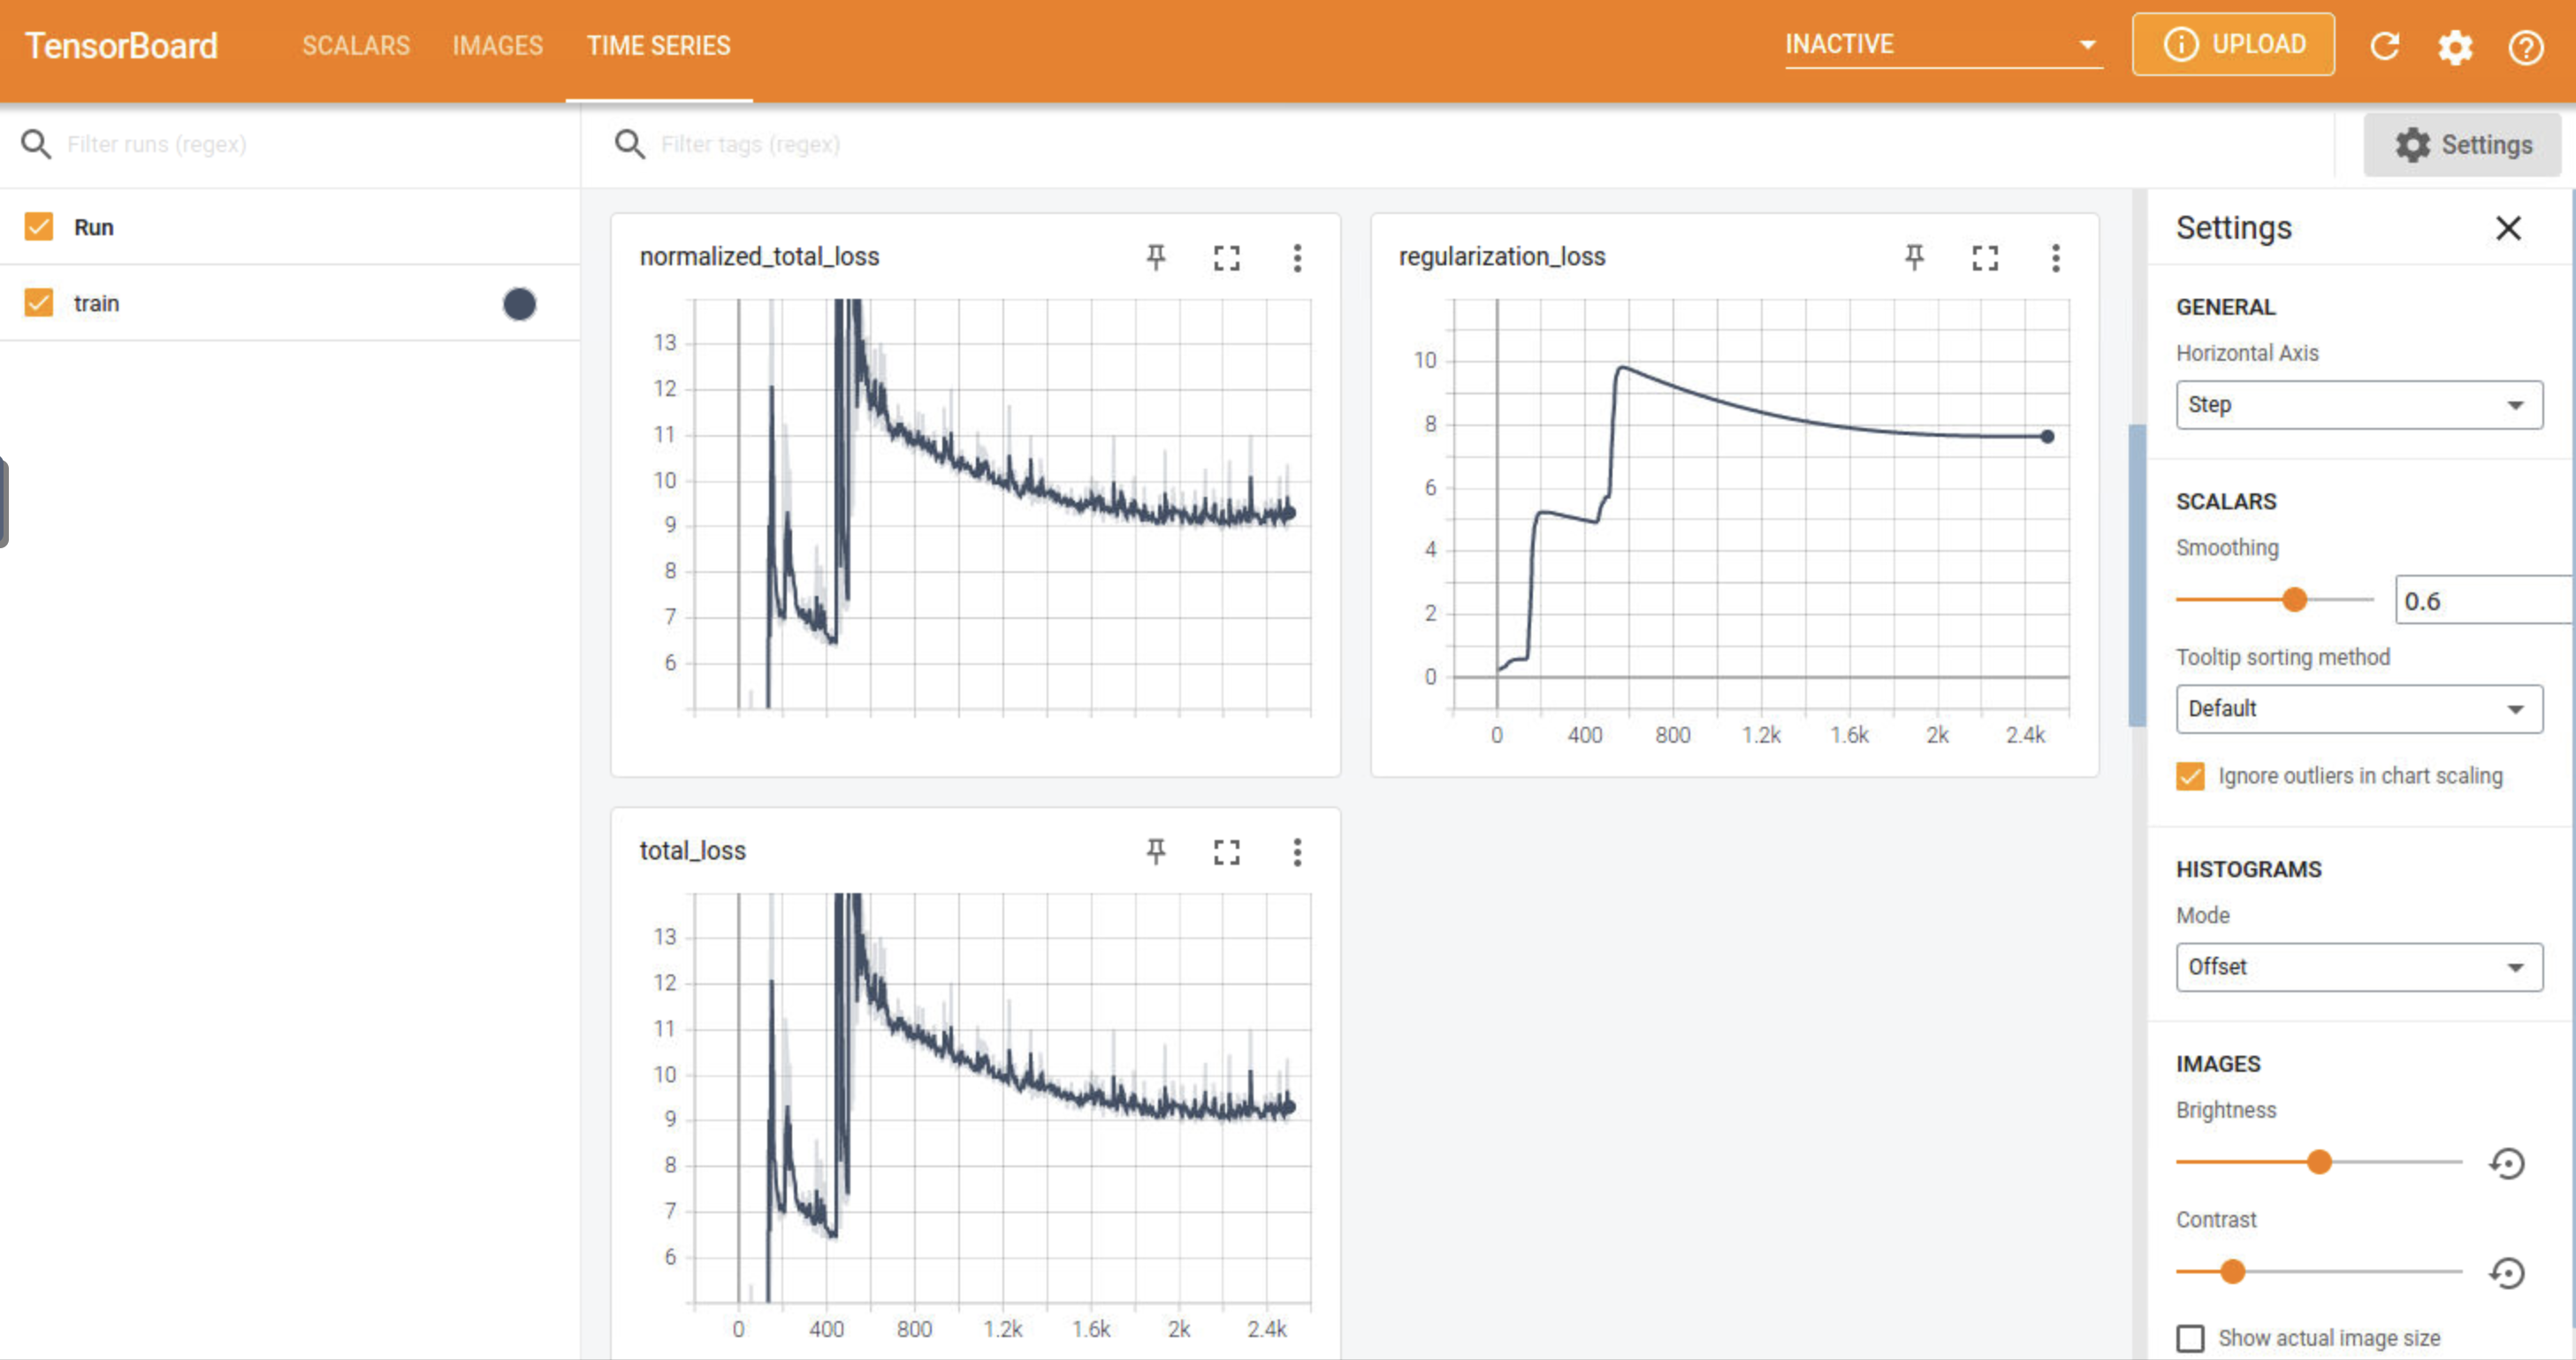 TensorBoard SCALARS IMAGES TIME SERIES INACTIVE UPLOAD
Filter runs (regex)
Filter tags (regex)
Settings
Run
train
normalized_total_loss
13
12
11
10
9
8
7
6
regularization_loss
10
8
6
4
2
0
0 400 800 1.2k 1.6k 2k 2.4k
total_loss
13
12
11
10
9
8
7
6
0 400 800 1.2k 1.6k 2k 2.4k
Settings
GENERAL
Horizontal Axis
Step
SCALARS
Smoothing
0.6
Tooltip sorting method
Default
Ignore outliers in chart scaling
HISTOGRAMS
Mode
Offset
IMAGES
Brightness
Contrast
Show actual image size